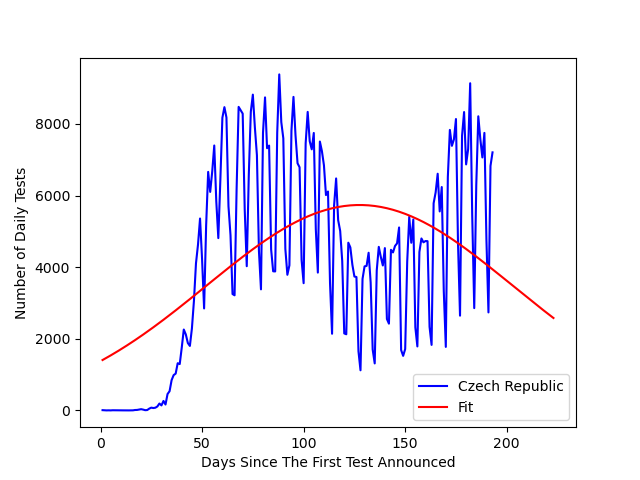 Number of Daily Tests
8000
6000
4000
2000
0
0
50
100
150
200
Days Since The First Test Announced
Czech Republic
Fit